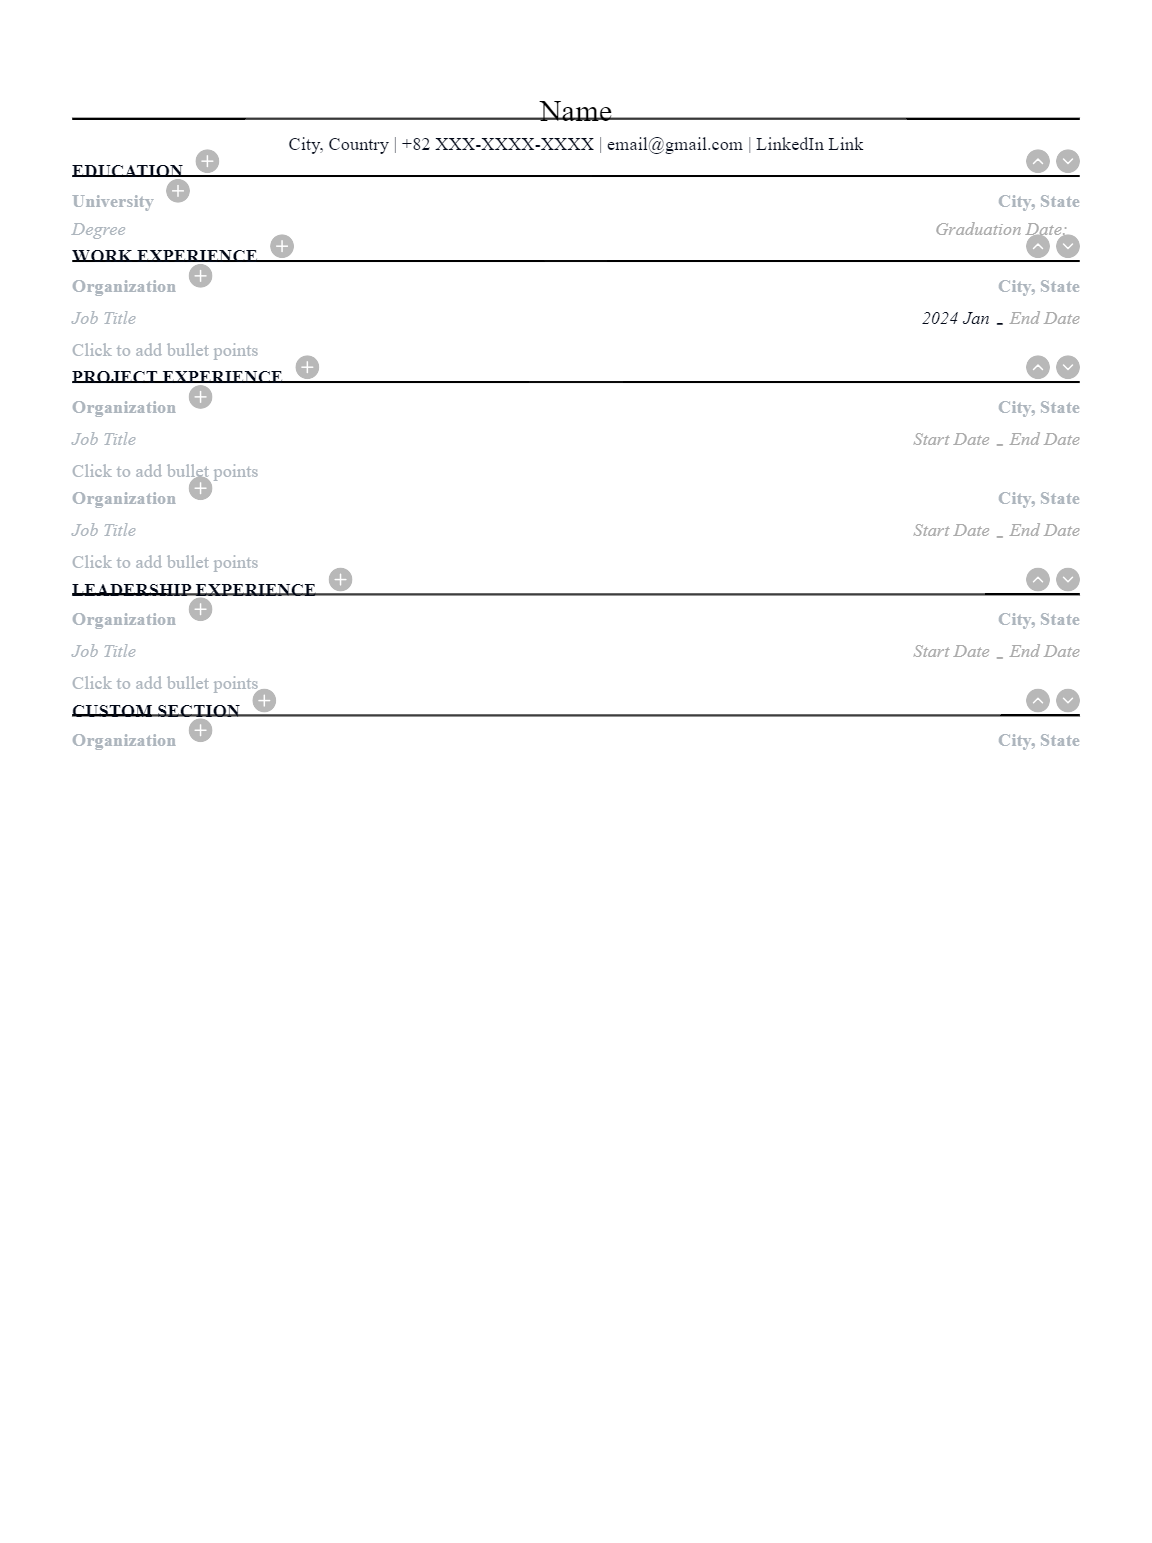 Name
City, Country | +82 XXX-XXXX-XXXX | email@gmail.com | LinkedIn Link
EDUCATION
University City, State
Degree Graduation Date:
WORK EXPERIENCE
Organization City, State
Job Title 2024 Jan - End Date
Click to add bullet points
PROJECT EXPERIENCE
Organization City, State
Job Title Start Date - End Date
Click to add bullet points
Organization City, State
Job Title Start Date - End Date
Click to add bullet points
LEADERSHIP EXPERIENCE
Organization City, State
Job Title Start Date - End Date
Click to add bullet points
CUSTOM SECTION
Organization City, State